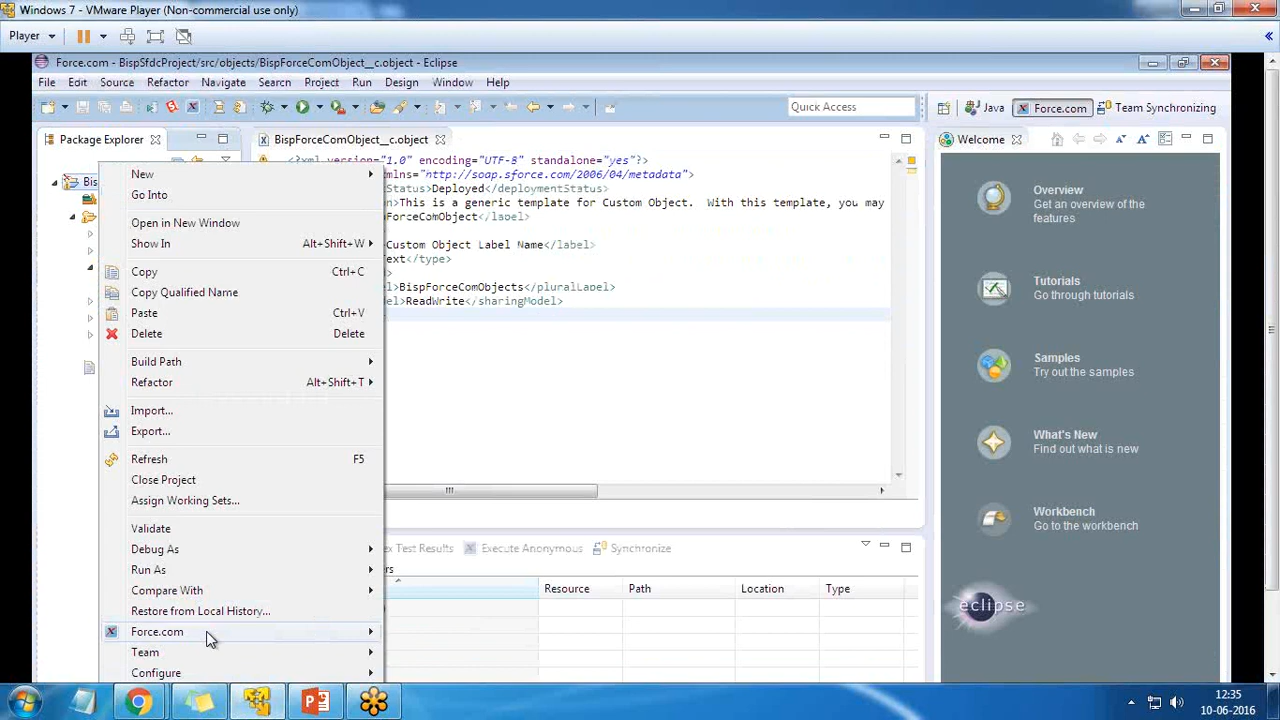 Windows 7 - VMware Player (Non-commercial use only)
Player
Force.com - BispSfdcProject/src/objects/BispForceComObject__c.object - Eclipse
File Edit Source Refactor Navigate Search Project Run Design Window Help
Quick Access
Java Force.com Team Synchronizing
Package Explorer
BispForceComObject__c.object
Welcome
<?xml version="1.0" encoding="UTF-8" standalone="yes"?>
xmlns="http://soap.sforce.com/2006/04/metadata">
Status>Deployed</deploymentStatus>
>This is a generic template for Custom Object. With this template, you may
ForceComObject</label>
Custom Object Label Name</label>
ext</type>
>
el>BispForceComObjects</pluralLabel>
el>ReadWrite</sharingModel>
Bis
New
Go Into
Open in New Window
Show In Alt+Shift+W
Copy Ctrl+C
Copy Qualified Name
Paste Ctrl+V
Delete Delete
Build Path
Refactor Alt+Shift+T
Import...
Export...
Refresh F5
Close Project
Assign Working Sets...
Validate
Debug As
Run As
Compare With
Restore from Local History...
Force.com
Team
Configure
Overview
Get an overview of the
features
Tutorials
Go through tutorials
Samples
Try out the samples
What's New
Find out what is new
Workbench
Go to the workbench
eclipse
ex Test Results Execute Anonymous Synchronize
ers
Resource Path Location Type
12:35
10-06-2016